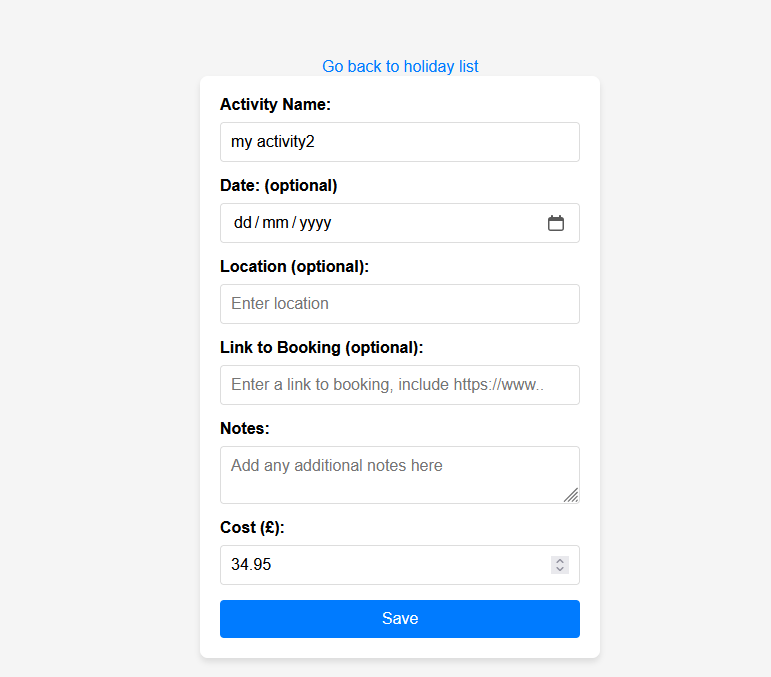 Go back to holiday list
Activity Name:
my activity2
Date: (optional)
dd/mm/yyyy
Location (optional):
Enter location
Link to Booking (optional):
Enter a link to booking, include https://www..
Notes:
Add any additional notes here
Cost (£):
34.95
Save